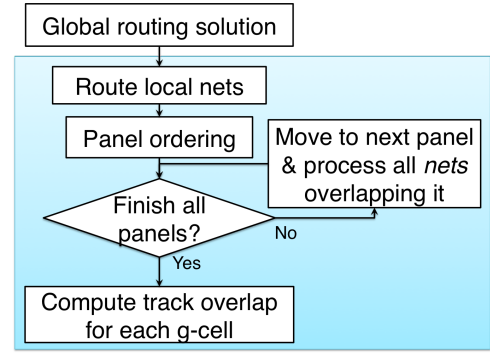 Global routing solution
Route local nets
Panel ordering
Move to next panel
& process all nets
overlapping it
Finish all
panels?
No
Yes
Compute track overlap
for each g-cell